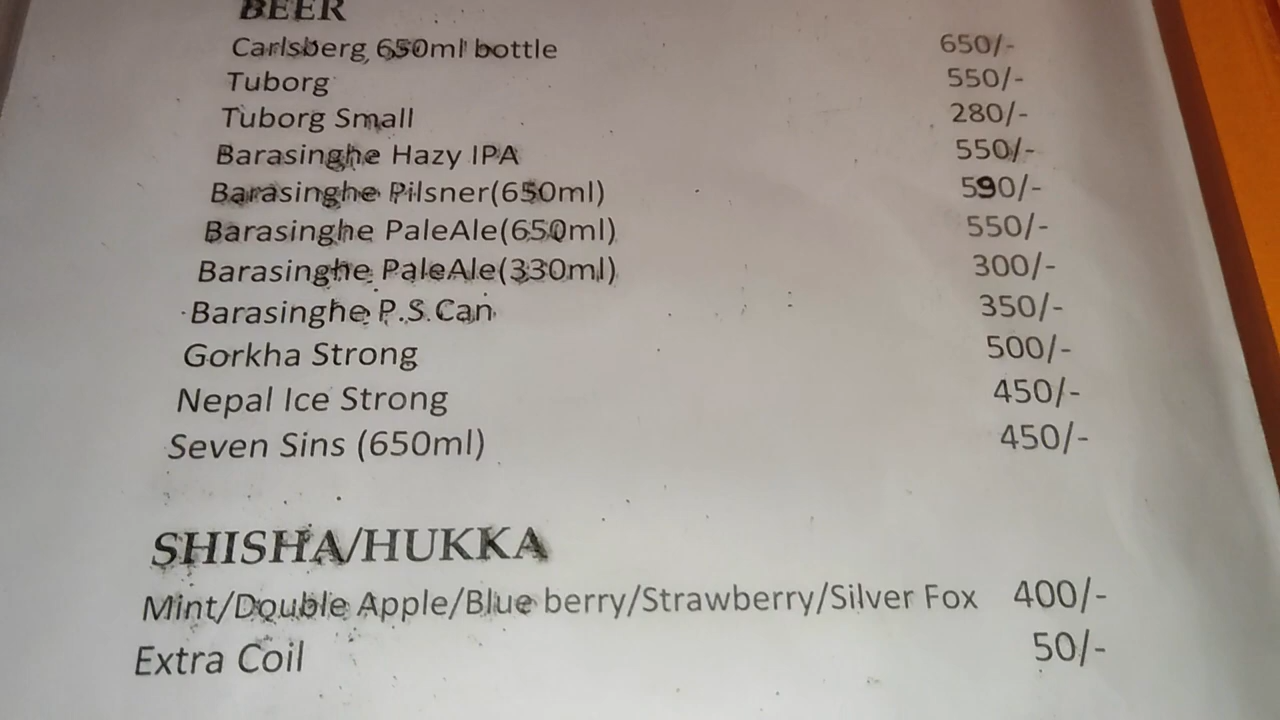 BEER
Carlsberg 650ml bottle 650/-
Tuborg 550/-
Tuborg Small 280/-
Barasinghe Hazy IPA 550/-
Barasinghe Pilsner(650ml) 590/-
Barasinghe PaleAle(650ml) 550/-
Barasinghe PaleAle(330ml) 300/-
Barasinghe P.S.Can 350/-
Gorkha Strong 500/-
Nepal Ice Strong 450/-
Seven Sins (650ml) 450/-
SHISHA/HUKKA
Mint/Double Apple/Blue berry/Strawberry/Silver Fox 400/-
Extra Coil 50/-